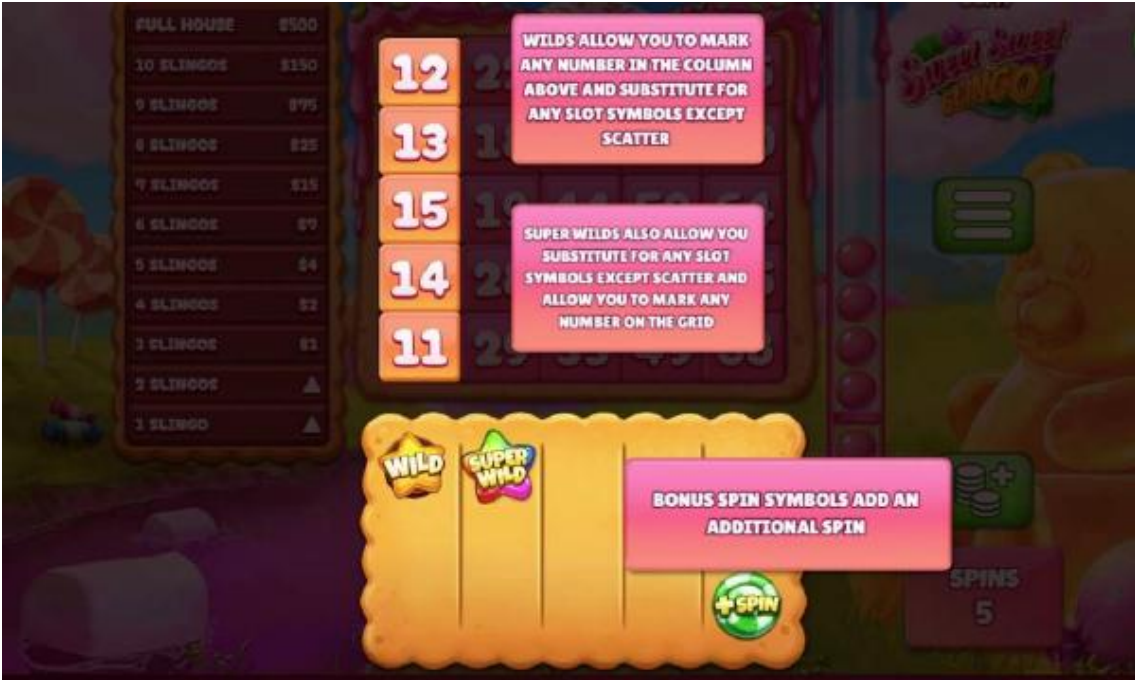 FULL HOUSE $500
10 SLINGOS $150
9 SLINGOS $75
8 SLINGOS $25
7 SLINGOS $15
6 SLINGOS $7
5 SLINGOS $4
4 SLINGOS $2
3 SLINGOS $1
2 SLINGOS
1 SLINGO
12
13
15
14
11
WILDS ALLOW YOU TO MARK
ANY NUMBER IN THE COLUMN
ABOVE AND SUBSTITUTE FOR
ANY SLOT SYMBOLS EXCEPT
SCATTER
SUPER WILDS ALSO ALLOW YOU
SUBSTITUTE FOR ANY SLOT
SYMBOLS EXCEPT SCATTER AND
ALLOW YOU TO MARK ANY
NUMBER ON THE GRID
Sweet Sweet
SLINGO
WILD
SUPER
WILD
BONUS SPIN SYMBOLS ADD AN
ADDITIONAL SPIN
+SPIN
SPINS
5